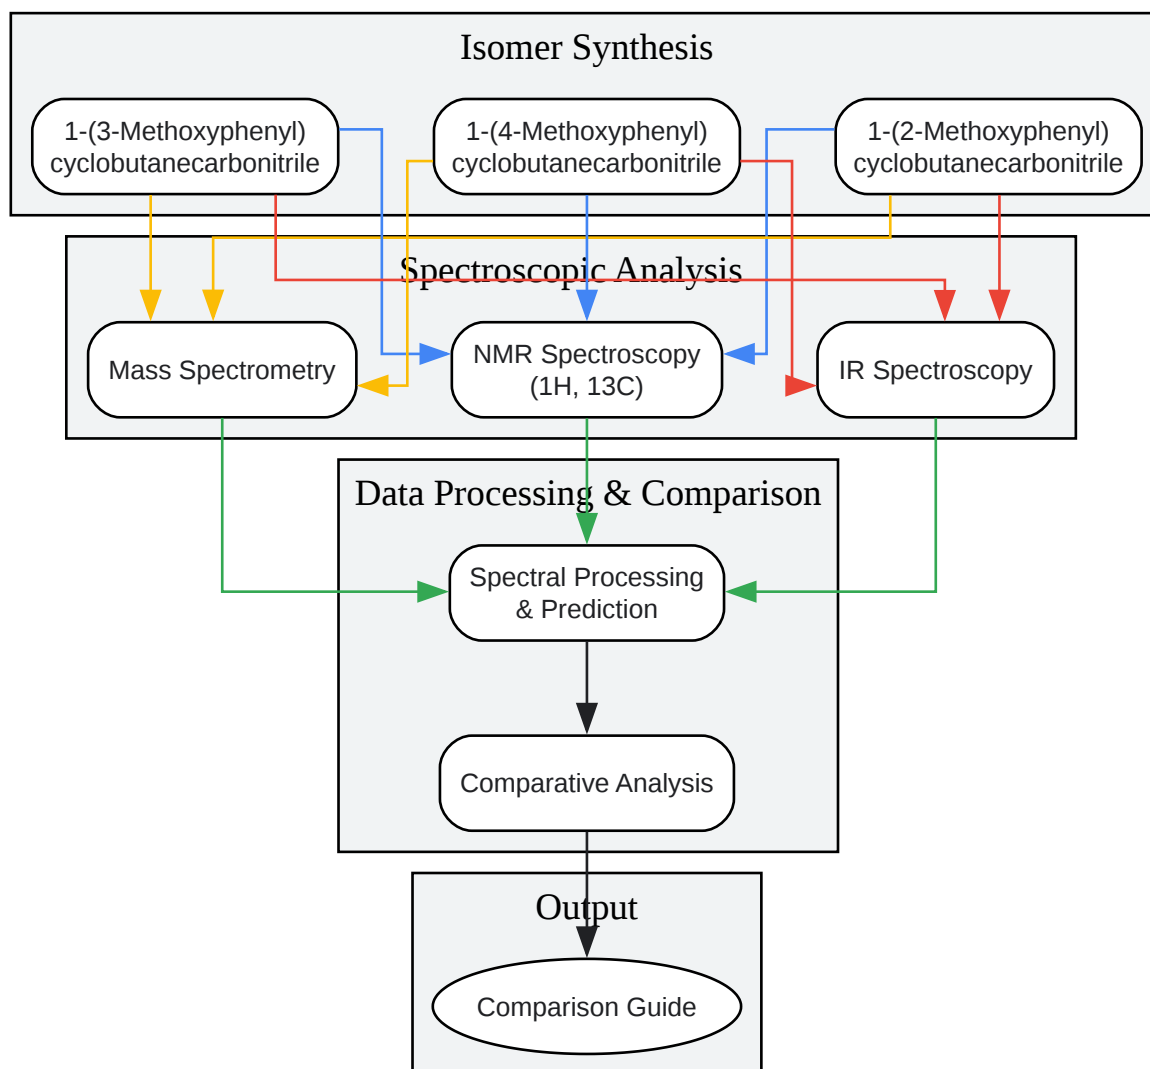 Isomer Synthesis
1-(3-Methoxyphenyl)
cyclobutanecarbonitrile
1-(4-Methoxyphenyl)
cyclobutanecarbonitrile
1-(2-Methoxyphenyl)
cyclobutanecarbonitrile
Spectroscopic Analysis
Mass Spectrometry
NMR Spectroscopy
(1H, 13C)
IR Spectroscopy
Data Processing & Comparison
Spectral Processing
& Prediction
Comparative Analysis
Output
Comparison Guide